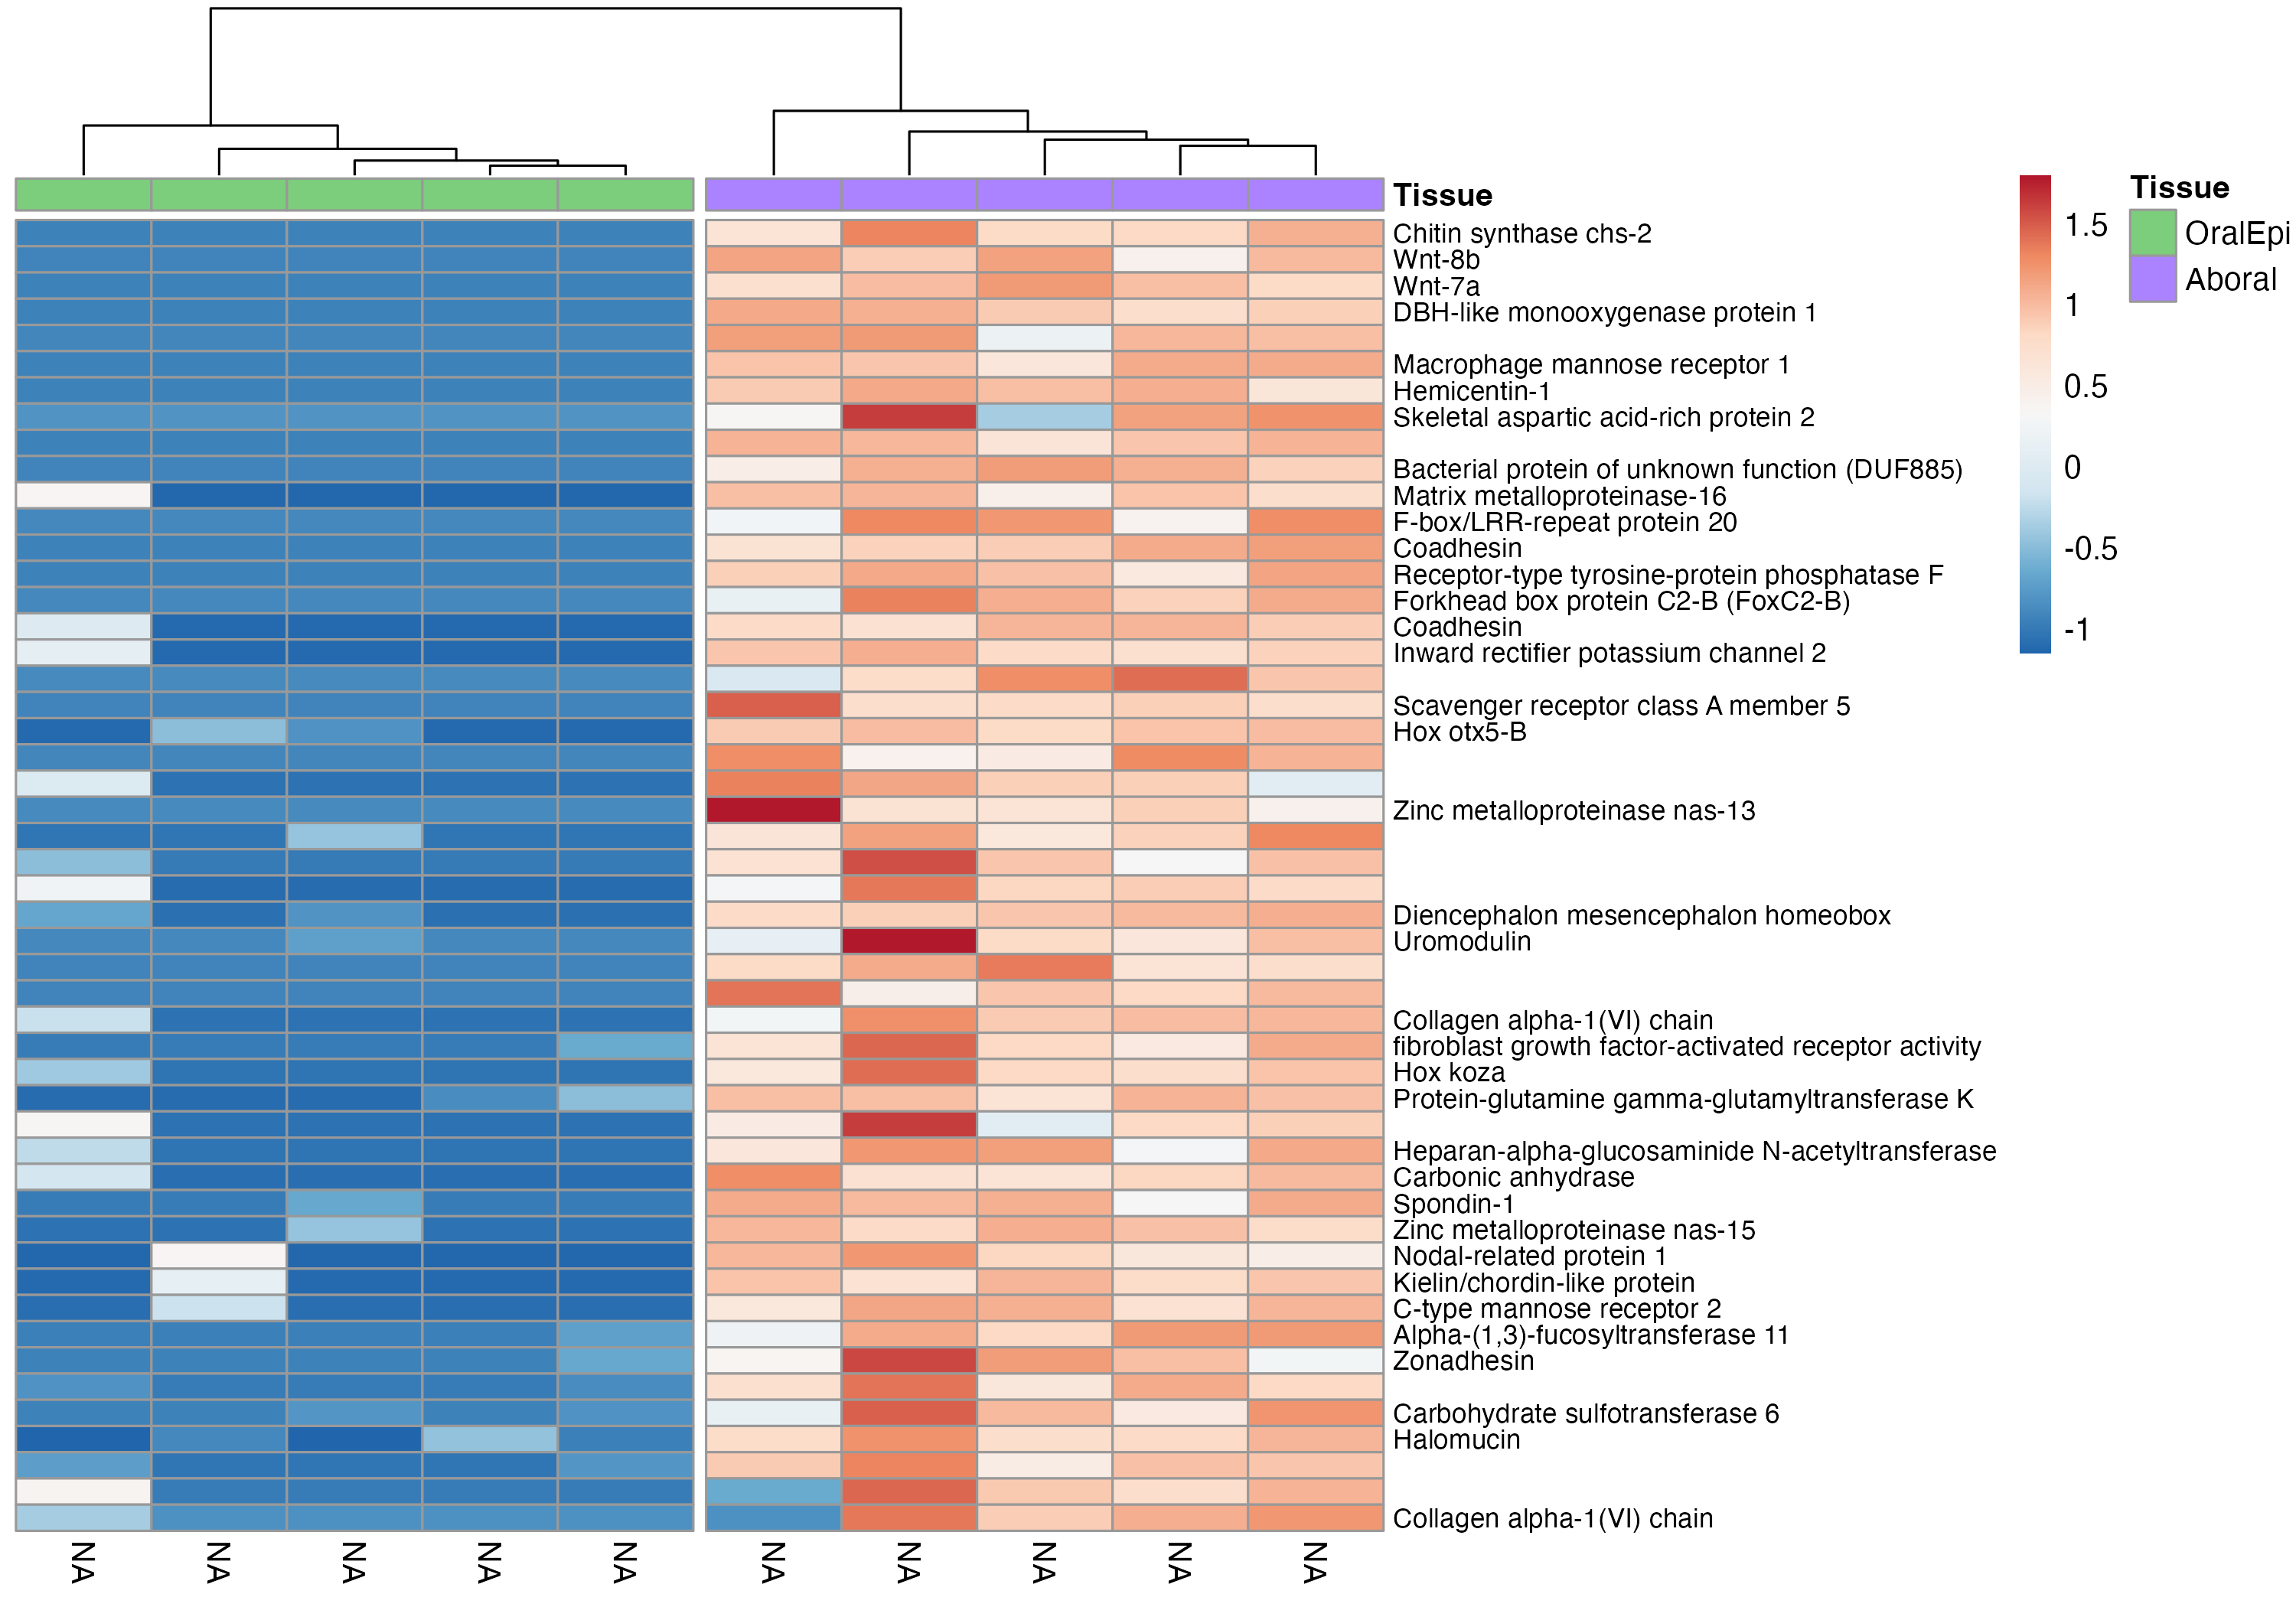 Tissue
Chitin synthase chs-2
Wnt-8b
Wnt-7a
DBH-like monooxygenase protein 1
Macrophage mannose receptor 1
Hemicentin-1
Skeletal aspartic acid-rich protein 2
Bacterial protein of unknown function (DUF885)
Matrix metalloproteinase-16
F-box/LRR-repeat protein 20
Coadhesin
Receptor-type tyrosine-protein phosphatase F
Forkhead box protein C2-B (FoxC2-B)
Coadhesin
Inward rectifier potassium channel 2
Scavenger receptor class A member 5
Hox otx5-B
Zinc metalloproteinase nas-13
Diencephalon mesencephalon homeobox
Uromodulin
Collagen alpha-1(VI) chain
fibroblast growth factor-activated receptor activity
Hox koza
Protein-glutamine gamma-glutamyltransferase K
Heparan-alpha-glucosaminide N-acetyltransferase
Carbonic anhydrase
Spondin-1
Zinc metalloproteinase nas-15
Nodal-related protein 1
Kielin/chordin-like protein
C-type mannose receptor 2
Alpha-(1,3)-fucosyltransferase 11
Zonadhesin
Carbohydrate sulfotransferase 6
Halomucin
Collagen alpha-1(VI) chain
NA
NA
NA
NA
NA
NA
NA
NA
NA
NA
1.5
1
0.5
0
-0.5
-1
Tissue
OralEpi
Aboral